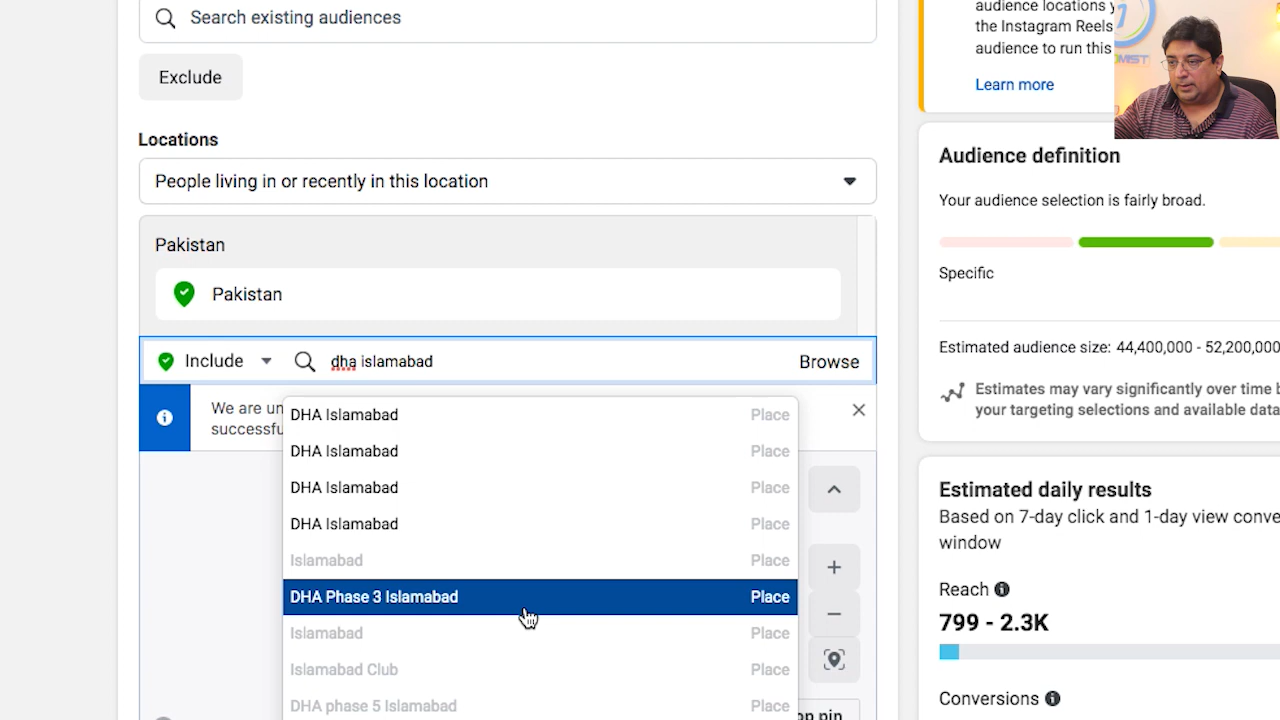 Search existing audiences
Exclude
Locations
People living in or recently in this location
Pakistan
Pakistan
Include
dha islamabad
Browse
We are un
successfu
DHA Islamabad Place
DHA Islamabad Place
DHA Islamabad Place
DHA Islamabad Place
Islamabad Place
DHA Phase 3 Islamabad Place
Islamabad Place
Islamabad Club Place
DHA phase 5 Islamabad Place
op pin
audience locations y
the Instagram Reels
audience to run this
Learn more
MIST
Audience definition
Your audience selection is fairly broad.
Specific
Estimated audience size: 44,400,000 - 52,200,000
Estimates may vary significantly over time b
your targeting selections and available data
Estimated daily results
Based on 7-day click and 1-day view conve
window
Reach
799 - 2.3K
Conversions